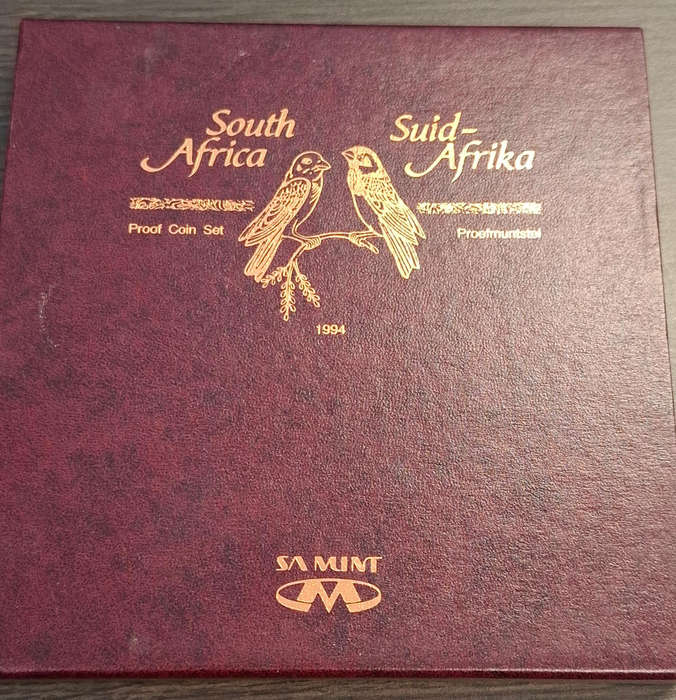 South
Africa
Suid-
Afrika
Proof Coin Set
Proefmuntstel
1994
SA MINT